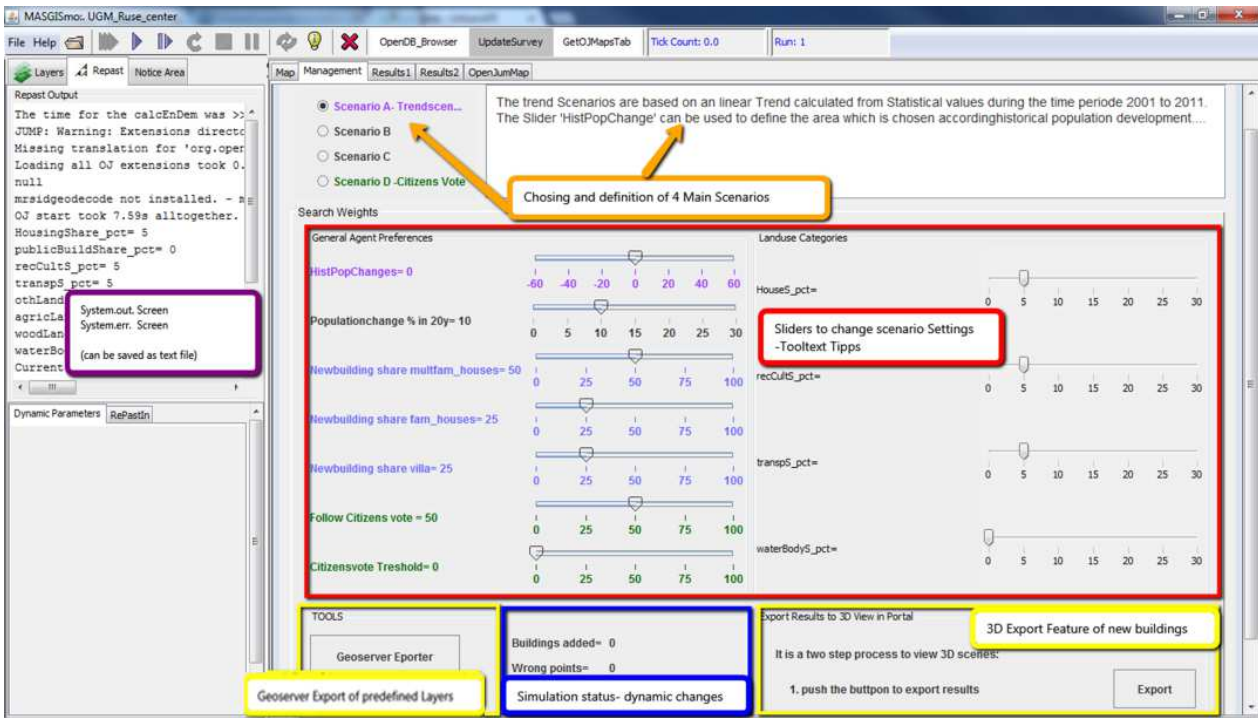 MASGISmo:. UGM_Ruse_center
File Help OpenDB_Browser UpdateSurvey GetOJMapsTab Tick Count: 0.0 Run: 1
Layers Repast Notice Area
Map Management Results1 Results2 OpenJumMap
Repast Output
The time for the calcEnDem was >>
JUMP: Warning: Extensions directo
Missing translation for 'org.open
Loading all OJ extensions took 0.
null
mrsidgeodecode not installed. -
OJ start took 7.59s alltogether.
HousingShare_pct= 5
publicBuildShare_pct= 0
recCultS_pct= 5
transpS_pct= 5
othLand
agricLa
woodLan
waterBod
Current
System.out. Screen
System.err. Screen
(can be saved as text file)
Dynamic Parameters RePastIn
Scenario A- Trendscen...
Scenario B
Scenario C
Scenario D -Citizens Vote
The trend Scenarios are based on an linear Trend calculated from Statistical values during the time periode 2001 to 2011.
The Slider 'HistPopChange' can be used to define the area which is chosen accordinghistorical population development....
Chosing and definition of 4 Main Scenarios
Search Weights
General Agent Preferences
HistPopChanges= 0
-60 -40 -20 0 20 40 60
Populationchange % in 20y= 10
0 5 10 15 20 25 30
Newbuilding share multfam_houses= 50
0 25 50 75 100
Newbuilding share fam_houses= 25
0 25 50 75 100
Newbuilding share villa= 25
0 25 50 75 100
Follow Citizens vote = 50
0 25 50 75 100
Citizensvote Treshold= 0
0 25 50 75 100
Landuse Categories
HouseS_pct=
0 5 10 15 20 25 30
Sliders to change scenario Settings
-Tooltext Tipps
recCultS_pct=
0 5 10 15 20 25 30
transpS_pct=
0 5 10 15 20 25 30
waterBodyS_pct=
0 5 10 15 20 25 30
TOOLS
Geoserver Eporter
Geoserver Export of predefined Layers
Buildings added= 0
Wrong points= 0
Simulation status- dynamic changes
Export Results to 3D View in Portal
3D Export Feature of new buildings
It is a two step process to view 3D scenes:
1. push the buttpon to export results
Export